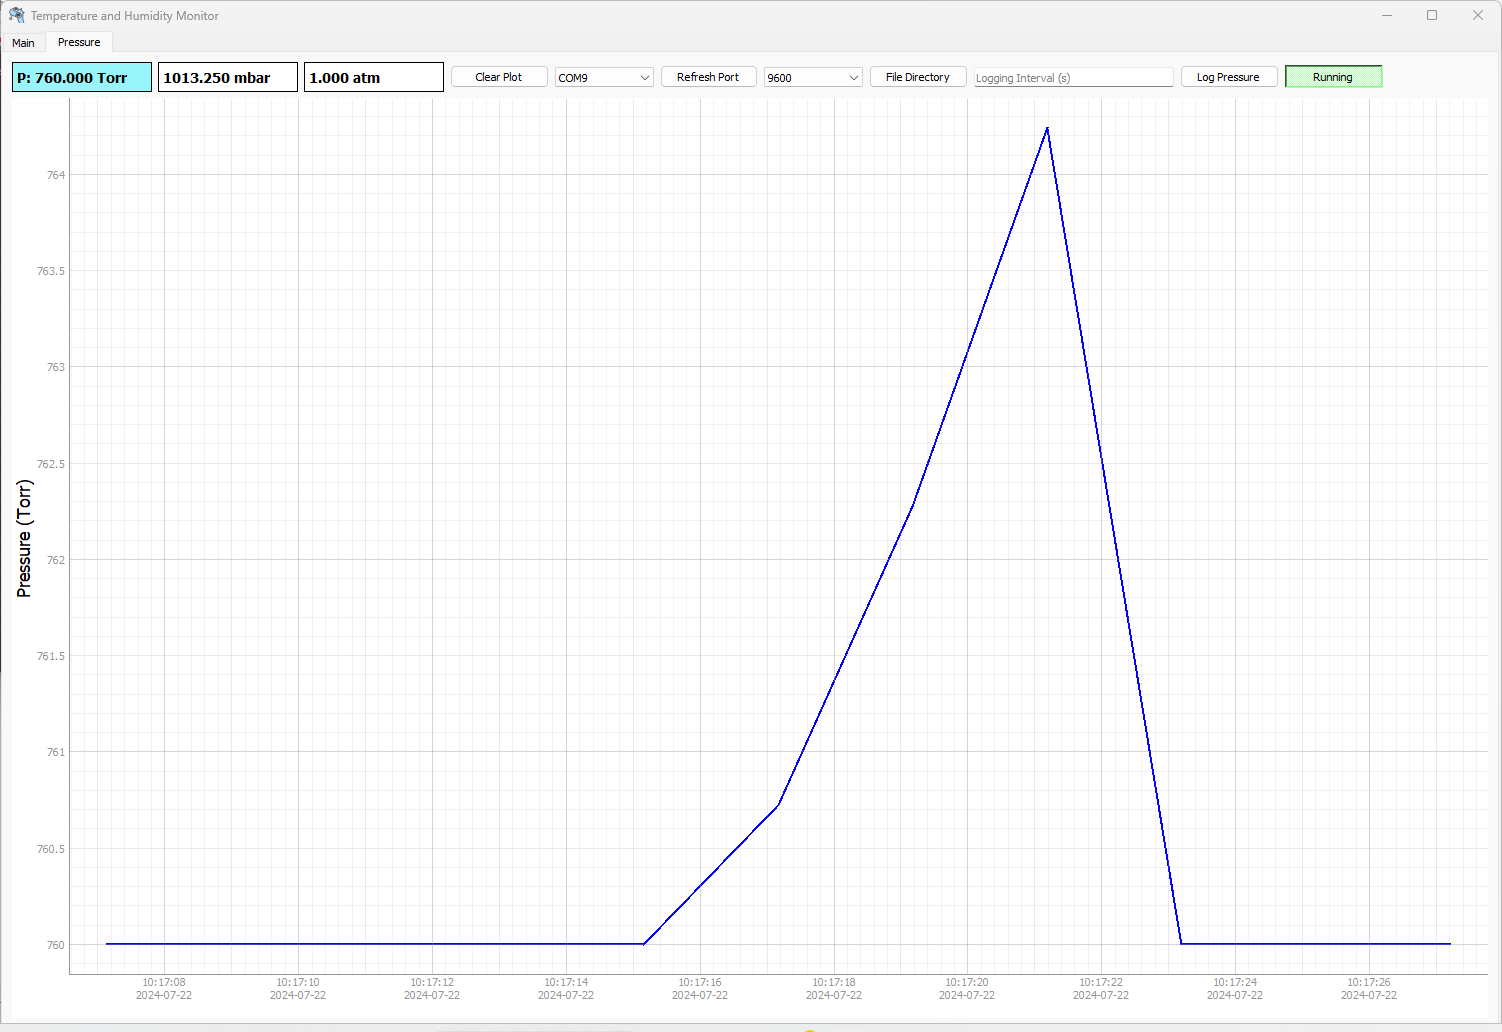 Temperature and Humidity Monitor
Main Pressure
P: 760.000 Torr 1013.250 mbar 1.000 atm Clear Plot COM9 Refresh Port 9600 File Directory Logging Interval (s) Log Pressure Running
Pressure (Torr)
764
763.5
763
762.5
762
761.5
761
760.5
760
10:17:08 10:17:10 10:17:12 10:17:14 10:17:16 10:17:18 10:17:20 10:17:22 10:17:24 10:17:26
2024-07-22 2024-07-22 2024-07-22 2024-07-22 2024-07-22 2024-07-22 2024-07-22 2024-07-22 2024-07-22 2024-07-22